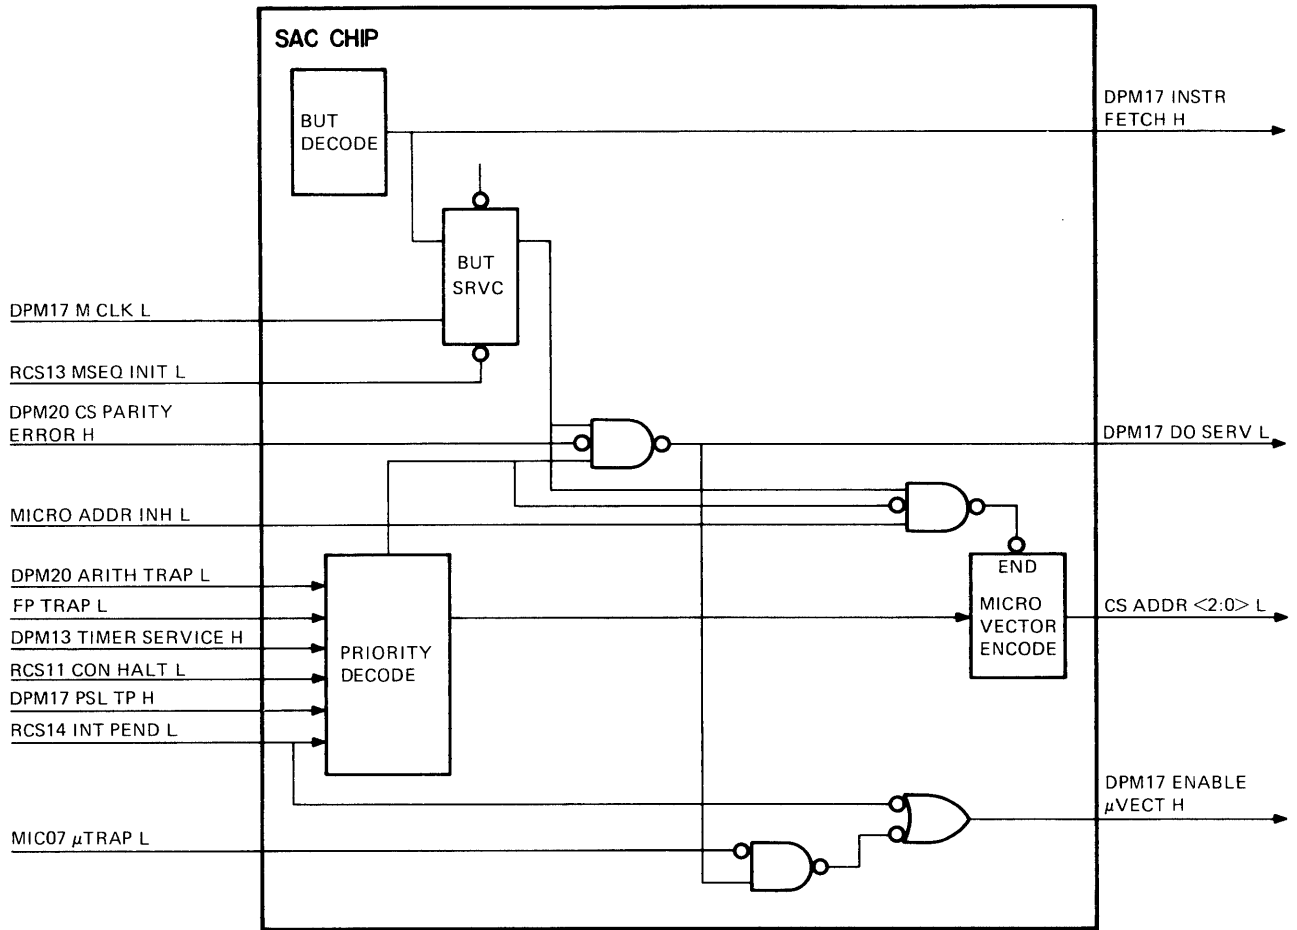 SAC CHIP
BUT
DECODE
DPM17 INSTR
FETCH H
BUT
SRVC
DPM17 M CLK L
RCS13 MSEQ INIT L
DPM20 CS PARITY
ERROR H
DPM17 DO SERV L
MICRO ADDR INH L
DPM20 ARITH TRAP L
FP TRAP L
DPM13 TIMER SERVICE H
RCS11 CON HALT L
DPM17 PSL TP H
RCS14 INT PEND L
PRIORITY
DECODE
END
MICRO
VECTOR
ENCODE
CS ADDR <2:0> L
DPM17 ENABLE
μVECT H
MIC07 μTRAP L